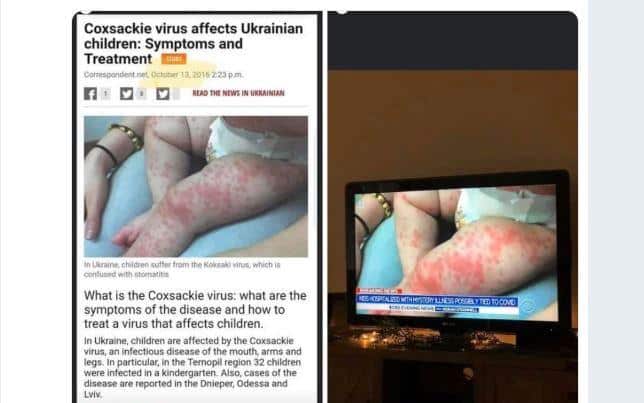 Coxsackie virus affects Ukrainian
children: Symptoms and
Treatment
Correspondent.net, October 13, 2016 2:23 p.m.
READ THE NEWS IN UKRAINIAN
In Ukraine, children suffer from the Koksaki virus, which is
confused with stomatitis
What is the Coxsackie virus: what are the
symptoms of the disease and how to
treat a virus that affects children.
In Ukraine, children are affected by the Coxsackie
virus, an infectious disease of the mouth, arms and
legs. In particular, in the Ternopil region 32 children
were infected in a kindergarten. Also, cases of the
disease are reported in the Dnieper, Odessa and
Lviv.
BREAKING NEWS
KIDS HOSPITALIZED WITH MYSTERY ILLNESS POSSIBLY TIED TO COVID
CBS EVENING NEWS